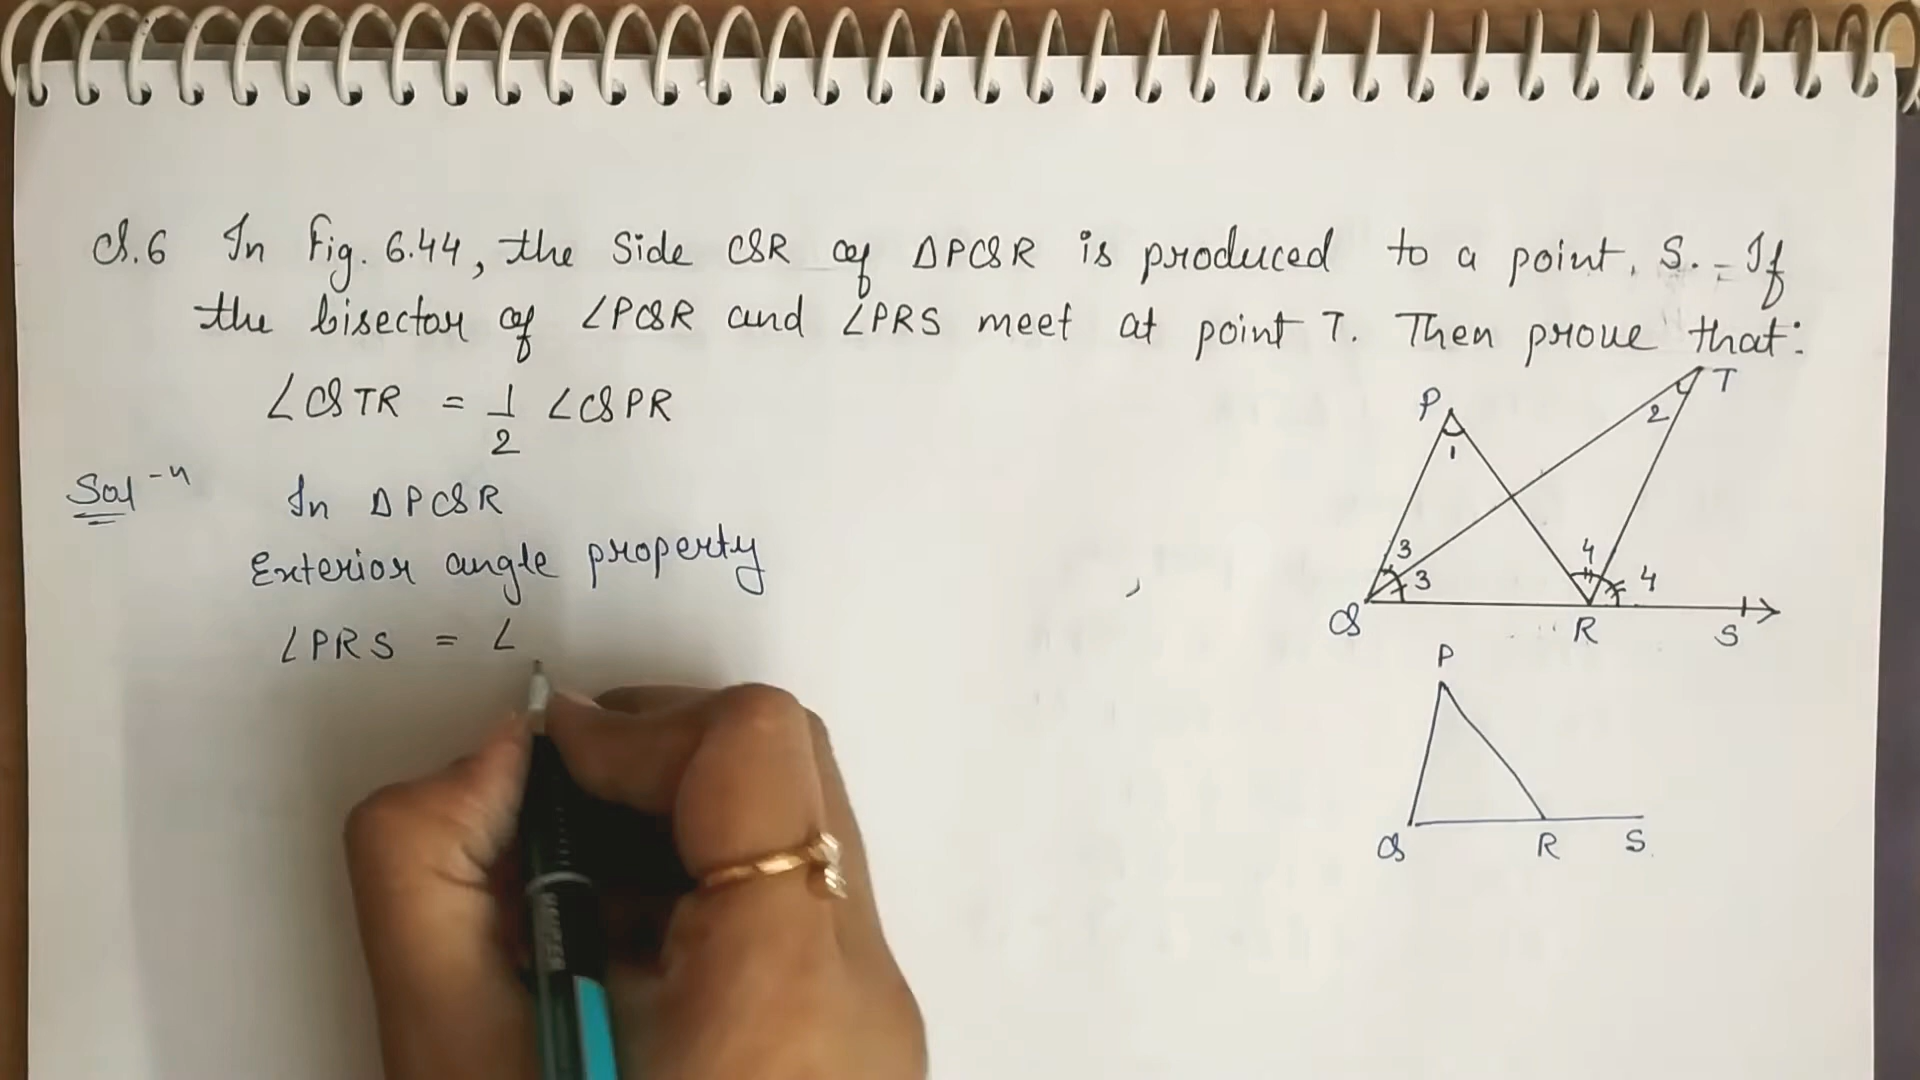 Q.6 In Fig. 6.44, the Side QR of ΔPQR is produced to a point S. If
the bisector of ∠PQR and ∠PRS meet at point T. Then prove that:
∠QTR = 1/2 ∠QPR
Sol-n In ΔPQR
Exterior angle property
∠PRS = ∠
P
T
1
2
3
3
4
4
Q
R
S
P
Q
R
S